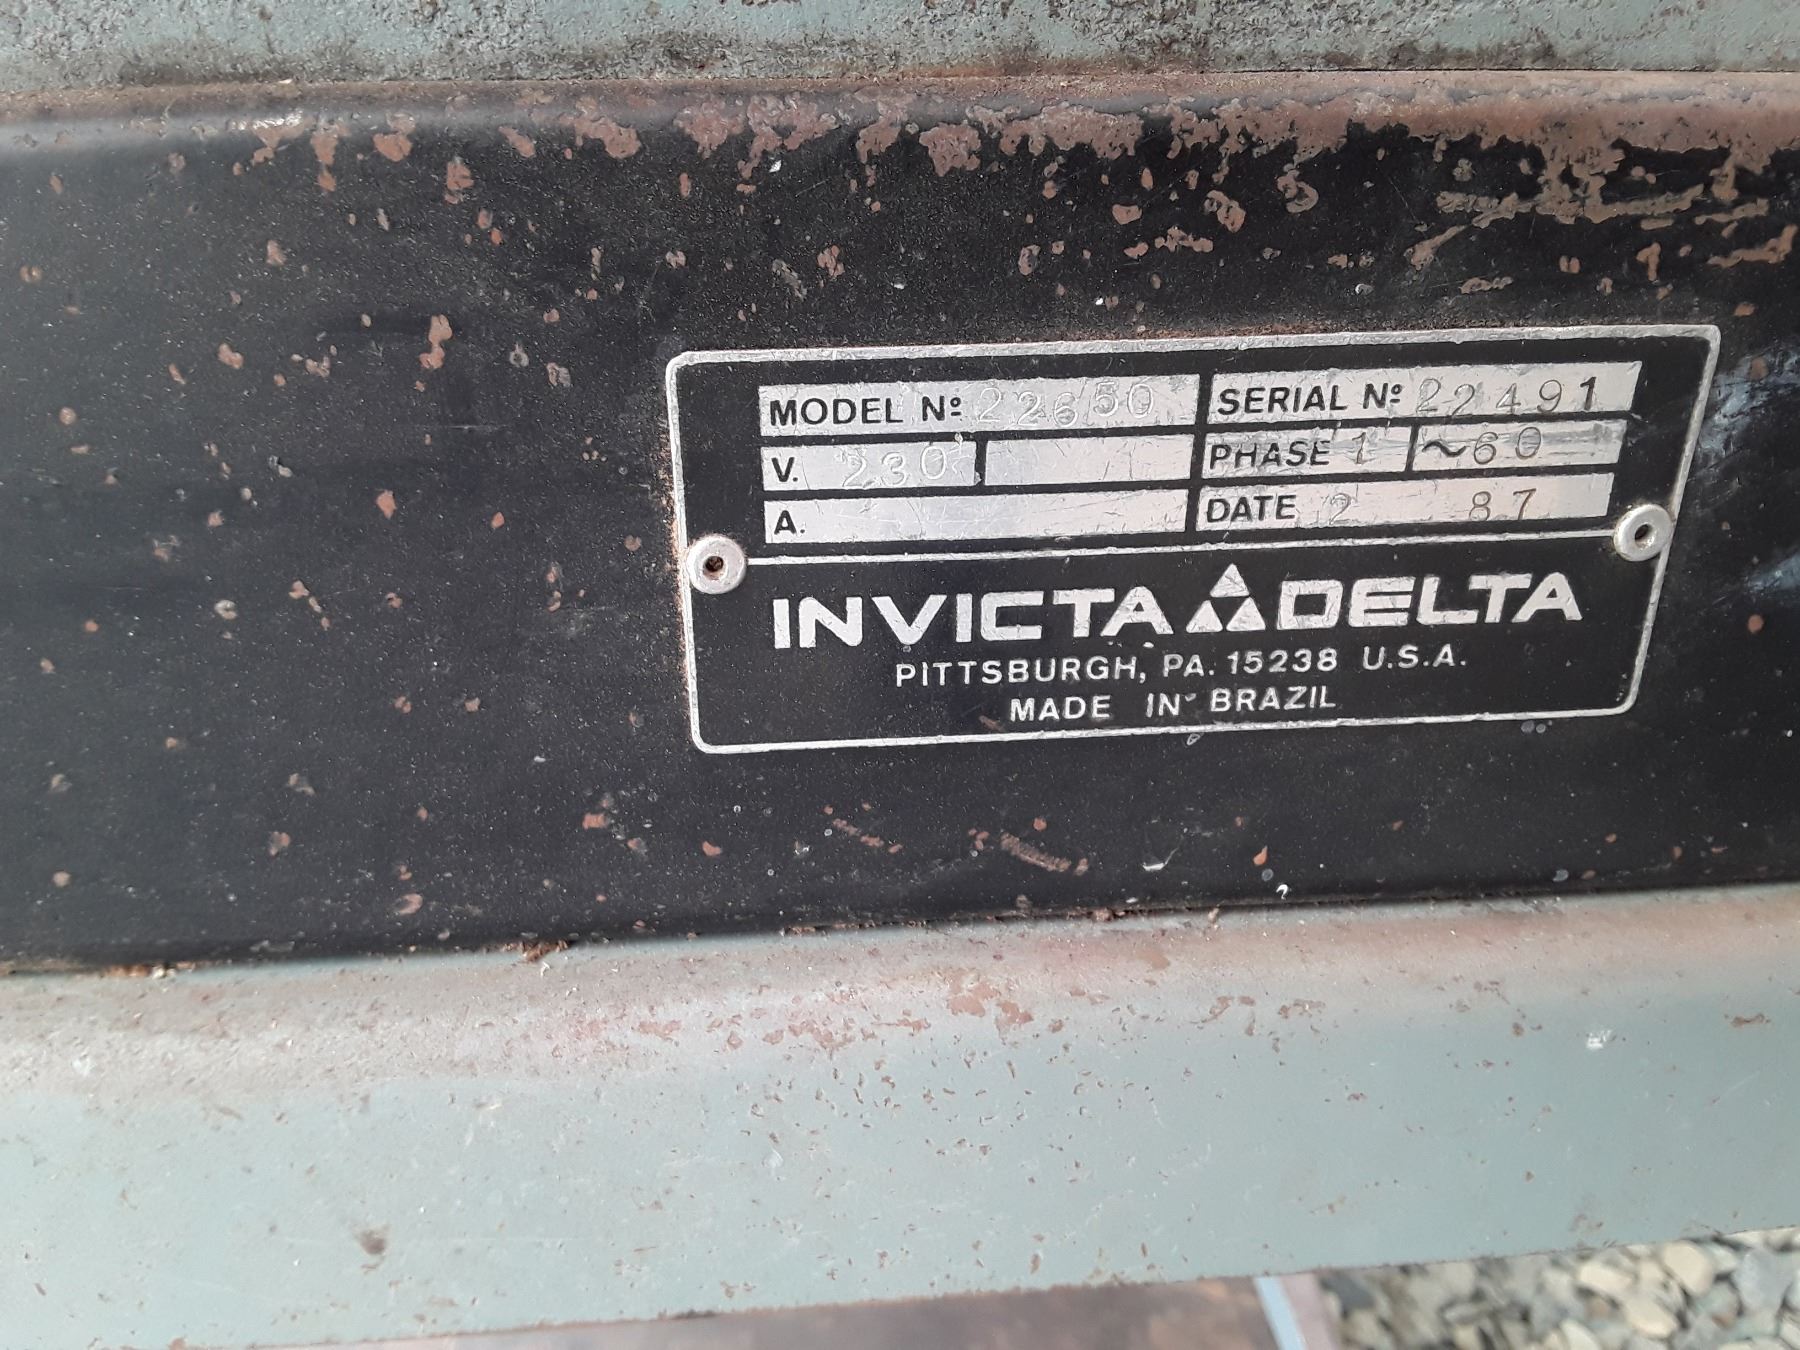 MODEL Nº 22650 SERIAL Nº 22491
V. 230 PHASE 1 ~60
A. DATE 2 87
INVICTA DELTA
PITTSBURGH, PA. 15238 U.S.A.
MADE IN BRAZIL